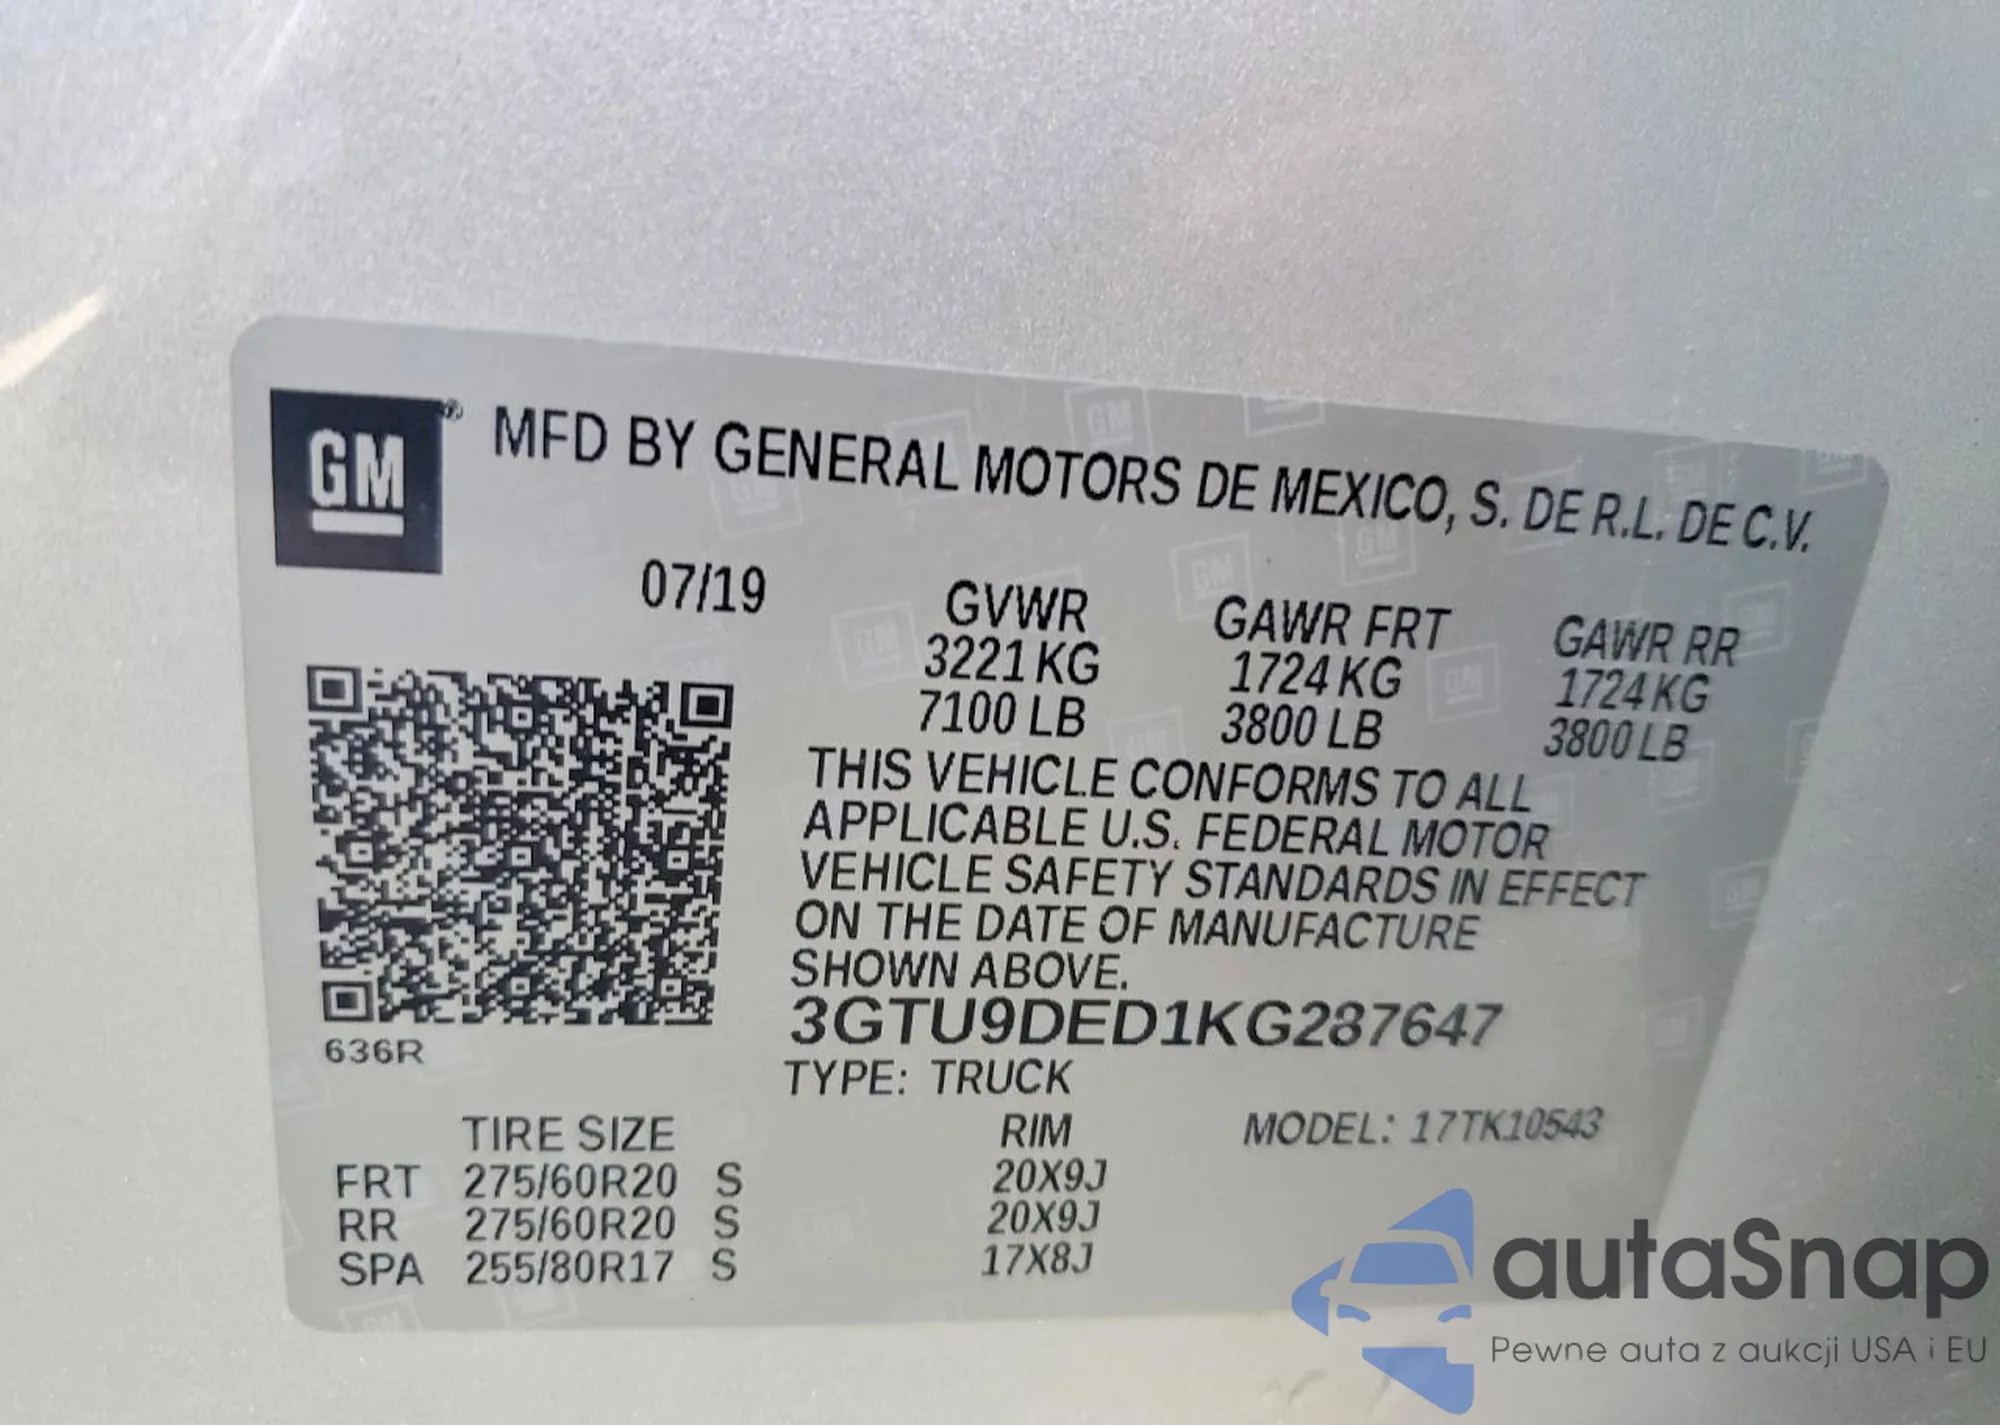 GM® MFD BY GENERAL MOTORS DE MEXICO, S. DE R.L. DE C.V.
07/19 GVWR GAWR FRT GAWR RR
3221 KG 1724 KG 1724 KG
7100 LB 3800 LB 3800 LB
THIS VEHICLE CONFORMS TO ALL
APPLICABLE U.S. FEDERAL MOTOR
VEHICLE SAFETY STANDARDS IN EFFECT
ON THE DATE OF MANUFACTURE
SHOWN ABOVE.
3GTU9DED1KG287647
636R
TYPE: TRUCK
TIRE SIZE RIM MODEL: 17TK10543
FRT 275/60R20 S 20X9J
RR 275/60R20 S 20X9J
SPA 255/80R17 S 17X8J
autaSnap
Pewne auta z aukcji USA i EU